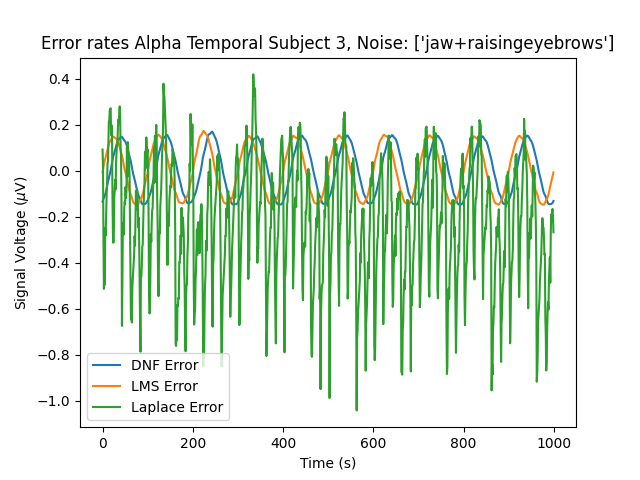 Error rates Alpha Temporal Subject 3, Noise: ['jaw+raisingeyebrows']
Signal Voltage (μV)
0.4
0.2
0.0
−0.2
−0.4
−0.6
−0.8
−1.0
DNF Error
LMS Error
Laplace Error
0 200 400 600 800 1000
Time (s)